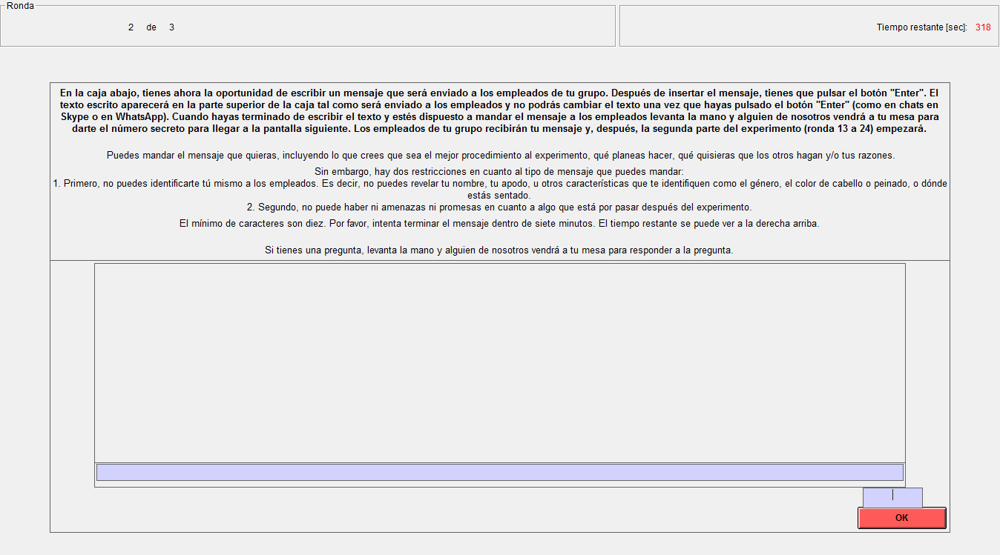 Ronda
2 de 3
Tiempo restante [sec]: 318
En la caja abajo, tienes ahora la oportunidad de escribir un mensaje que será enviado a los empleados de tu grupo. Después de insertar el mensaje, tienes que pulsar el botón "Enter". El
texto escrito aparecerá en la parte superior de la caja tal como será enviado a los empleados y no podrás cambiar el texto una vez que hayas pulsado el botón "Enter" (como en chats en
Skype o en WhatsApp). Cuando hayas terminado de escribir el texto y estés dispuesto a mandar el mensaje a los empleados levanta la mano y alguien de nosotros vendrá a tu mesa para
darte el número secreto para llegar a la pantalla siguiente. Los empleados de tu grupo recibirán tu mensaje y, después, la segunda parte del experimento (ronda 13 a 24) empezará.
Puedes mandar el mensaje que quieras, incluyendo lo que crees que sea el mejor procedimiento al experimento, qué planeas hacer, qué quisieras que los otros hagan y/o tus razones.
Sin embargo, hay dos restricciones en cuanto al tipo de mensaje que puedes mandar:
1. Primero, no puedes identificarte tú mismo a los empleados. Es decir, no puedes revelar tu nombre, tu apodo, u otros característicos que te identifiquen como el género, el color de cabello o peinado, o dónde
estás sentado.
2. Segundo, no puede haber ni amenazas ni promesas en cuanto a algo que está por pasar después del experimento.
El mínimo de caracteres son diez. Por favor, intenta terminar el mensaje dentro de siete minutos. El tiempo restante se puede ver a la derecha arriba.
Si tienes una pregunta, levanta la mano y alguien de nosotros vendrá a tu mesa para responder a la pregunta.
OK